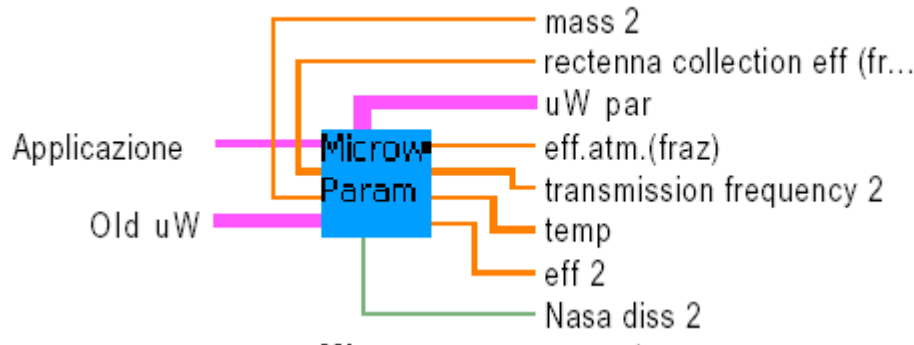 mass 2
rectenna collection eff (fr...
uW par
Applicazione
Microw
eff.atm.(fraz)
Param
transmission frequency 2
Old uW
temp
eff 2
Nasa diss 2